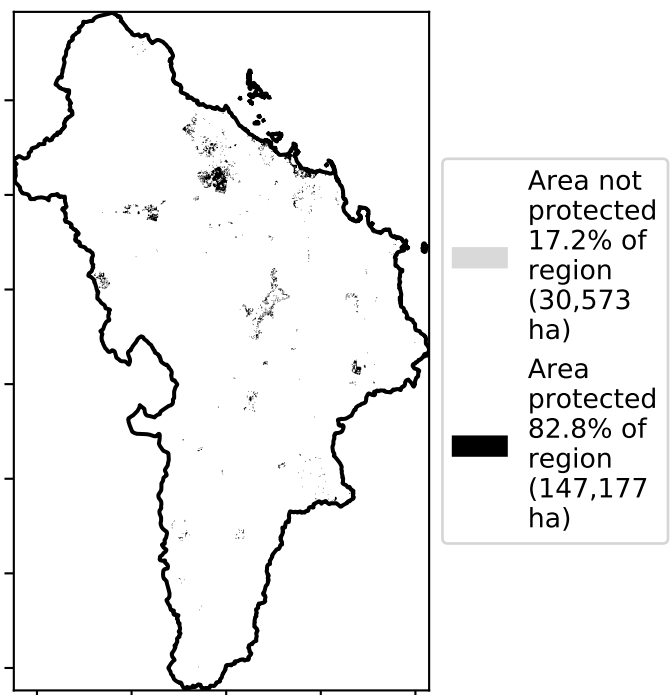 Area not
protected
17.2% of
region
(30,573
ha)
Area
protected
82.8% of
region
(147,177
ha)